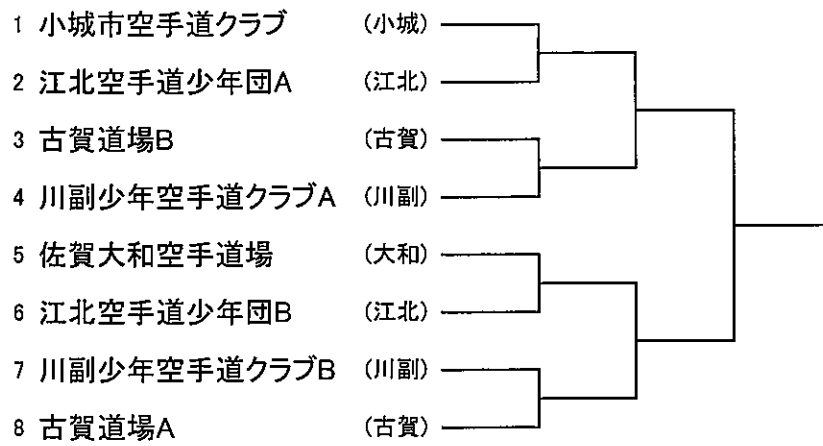 1 小城市空手道クラブ (小城)
2 江北空手道少年団A (江北)
3 古賀道場B (古賀)
4 川副少年空手道クラブA (川副)
5 佐賀大和空手道場 (大和)
6 江北空手道少年団B (江北)
7 川副少年空手道クラブB (川副)
8 古賀道場A (古賀)